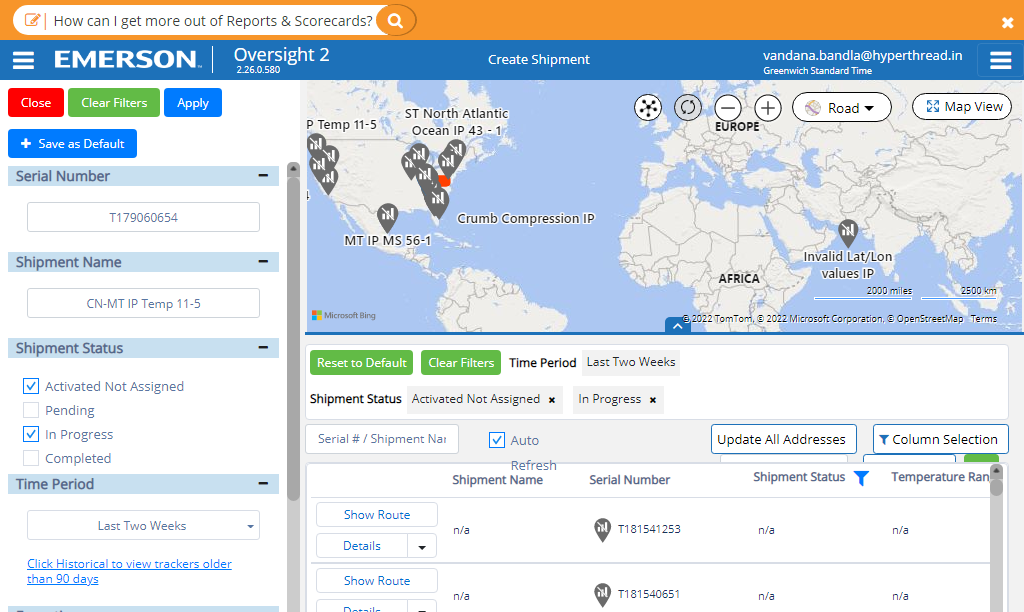 How can I get more out of Reports & Scorecards?
EMERSON
Oversight 2
2.26.0.580
Create Shipment
vandana.bandla@hyperthread.in
Greenwich Standard Time
Close
Clear Filters
Apply
Save as Default
Serial Number
T179060654
Shipment Name
CN-MT IP Temp 11-5
Shipment Status
Activated Not Assigned
Pending
In Progress
Completed
Time Period
Last Two Weeks
Click Historical to view trackers older
than 90 days
P Temp 11-5
ST North Atlantic
Ocean IP 43 - 1
Crumb Compression IP
MT IP MS 56-1
EUROPE
AFRICA
Invalid Lat/Lon
values IP
Road
Map View
2000 miles
2500 km
Microsoft Bing
© 2022 TomTom, © 2022 Microsoft Corporation, © OpenStreetMap Terms
Reset to Default
Clear Filters
Time Period
Last Two Weeks
Shipment Status
Activated Not Assigned ×
In Progress ×
Serial # / Shipment Nar
Auto
Refresh
Update All Addresses
Column Selection
Shipment Name
Serial Number
Shipment Status
Temperature Ran
Show Route
Details
n/a
T181541253
n/a
n/a
Show Route
Details
n/a
T181540651
n/a
n/a